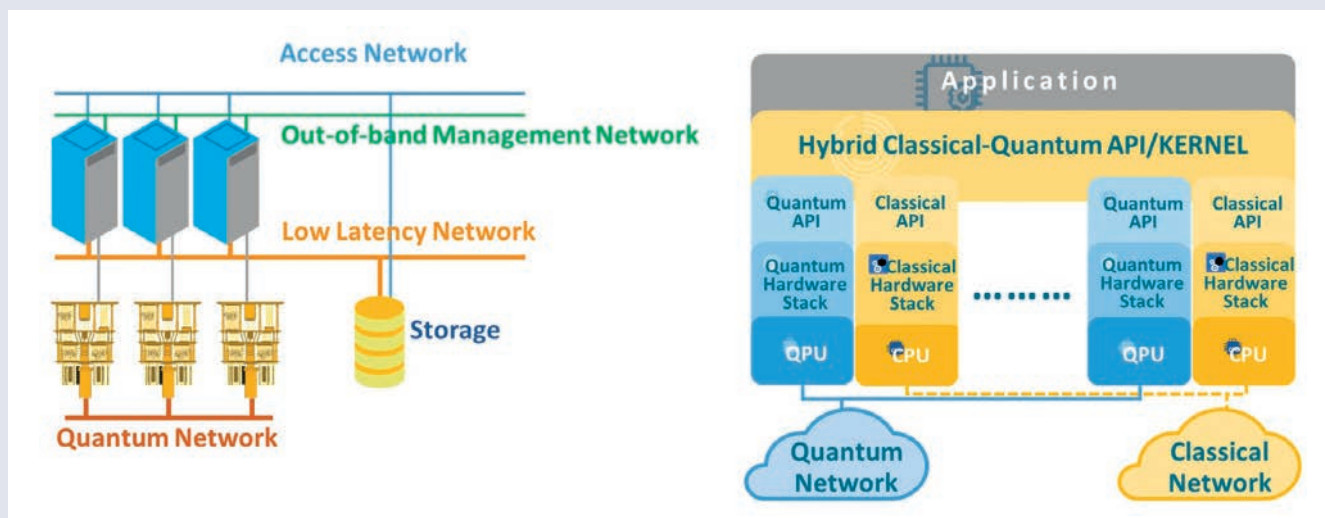 Access Network
Out-of-band Management Network
Low Latency Network
Storage
Quantum Network
Application
Hybrid Classical-Quantum API/KERNEL
Quantum
API
Classical
API
Quantum
API
Classical
API
Quantum
Hardware
Stack
Classical
Hardware
Stack
.........
Quantum
Hardware
Stack
Classical
Hardware
Stack
QPU
CPU
QPU
CPU
Quantum
Network
Classical
Network